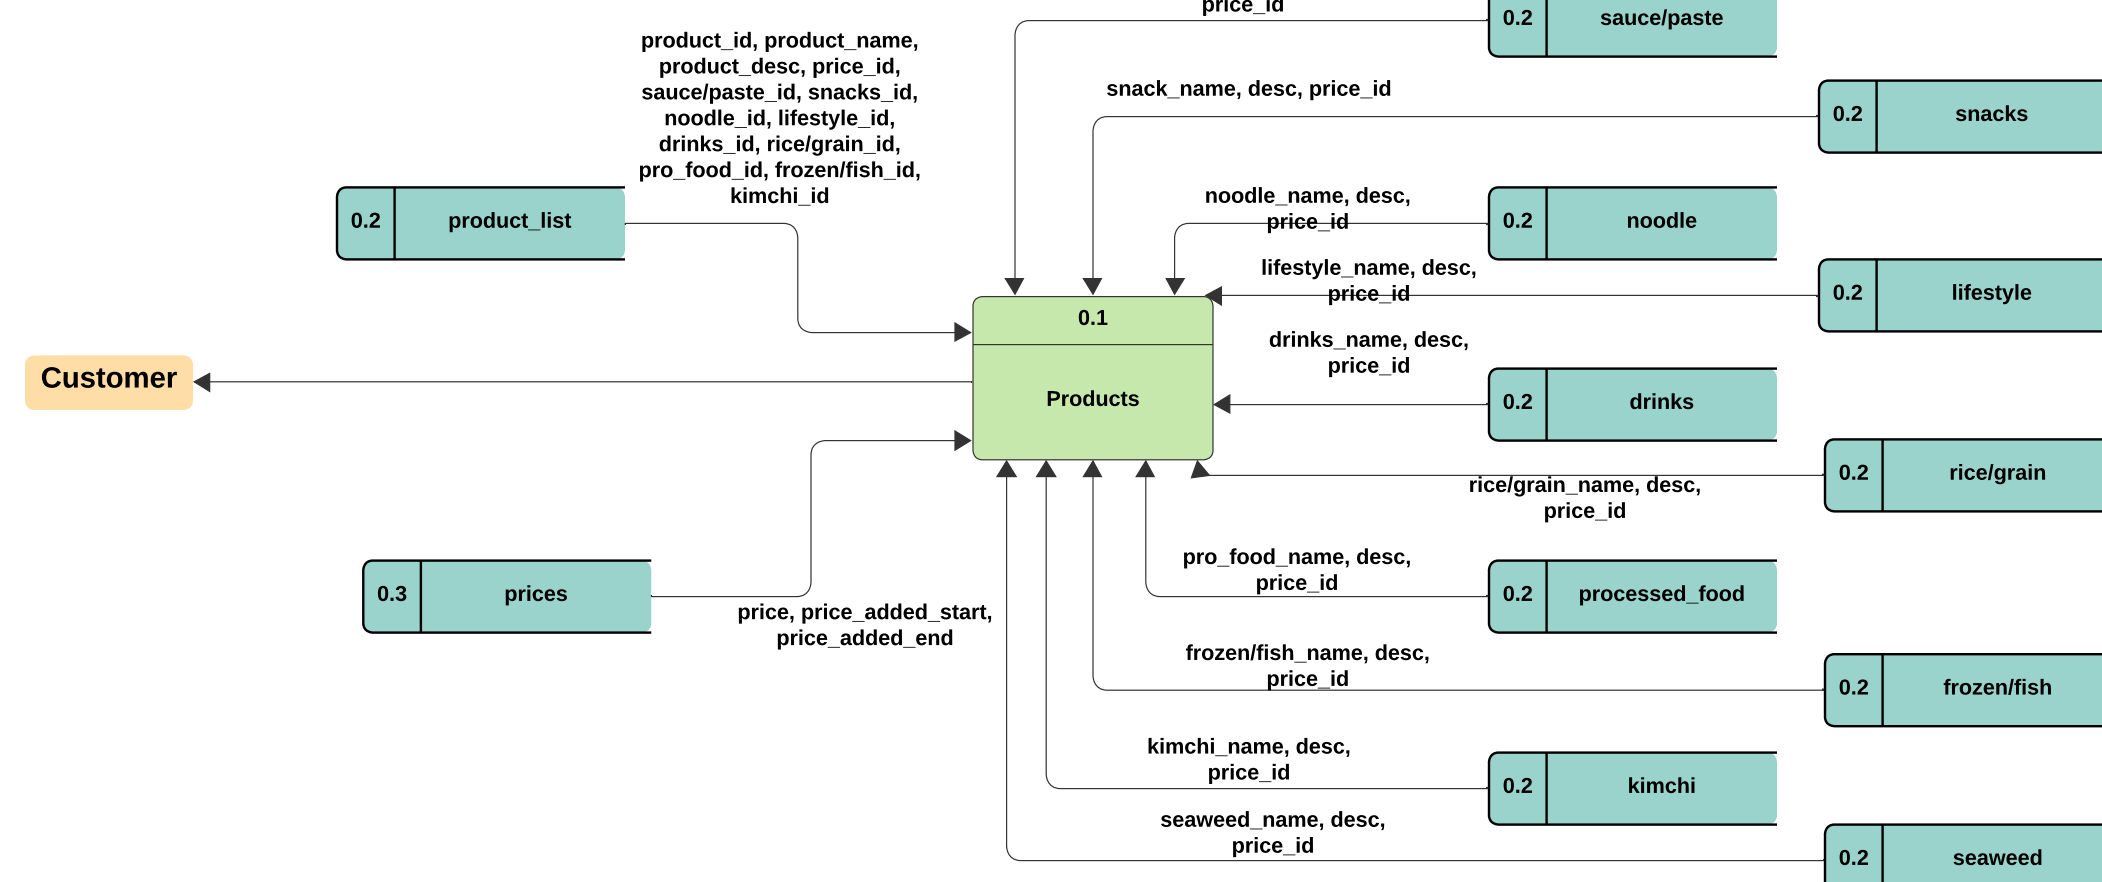 price_id
0.2 sauce/paste
product_id, product_name,
product_desc, price_id,
sauce/paste_id, snacks_id,
noodle_id, lifestyle_id,
drinks_id, rice/grain_id,
pro_food_id, frozen/fish_id,
kimchi_id
snack_name, desc, price_id
0.2 snacks
0.2 product_list
noodle_name, desc,
price_id
0.2 noodle
lifestyle_name, desc,
price_id
0.2 lifestyle
0.1
Products
drinks_name, desc,
price_id
0.2 drinks
Customer
0.2 rice/grain
rice/grain_name, desc,
price_id
0.3 prices
price, price_added_start,
price_added_end
pro_food_name, desc,
price_id
0.2 processed_food
frozen/fish_name, desc,
price_id
0.2 frozen/fish
kimchi_name, desc,
price_id
0.2 kimchi
seaweed_name, desc,
price_id
0.2 seaweed